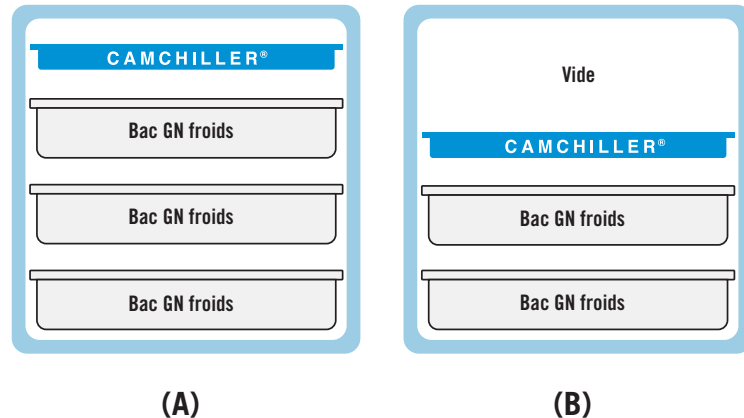 CAMCHILLER®
Bac GN froids
Bac GN froids
Bac GN froids
(A)
Vide
CAMCHILLER®
Bac GN froids
Bac GN froids
(B)